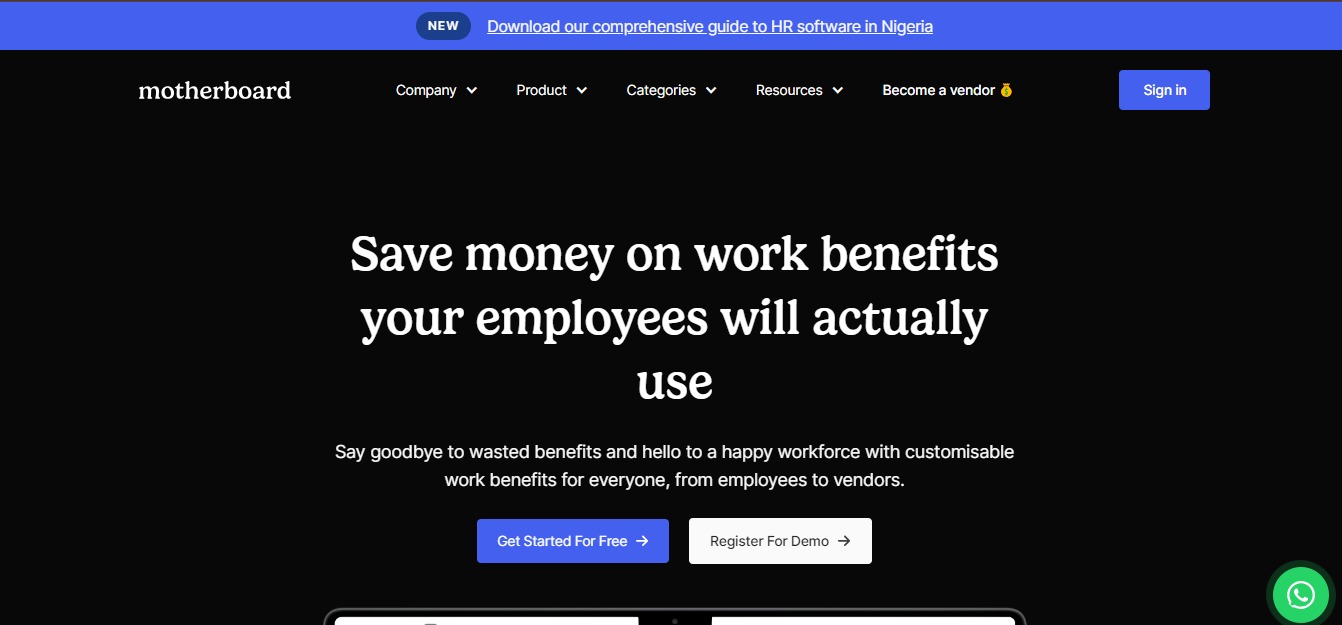 NEW Download our comprehensive guide to HR software in Nigeria
motherboard Company Product Categories Resources Become a vendor 💰 Sign in
Save money on work benefits
your employees will actually
use
Say goodbye to wasted benefits and hello to a happy workforce with customisable
work benefits for everyone, from employees to vendors.
Get Started For Free → Register For Demo →